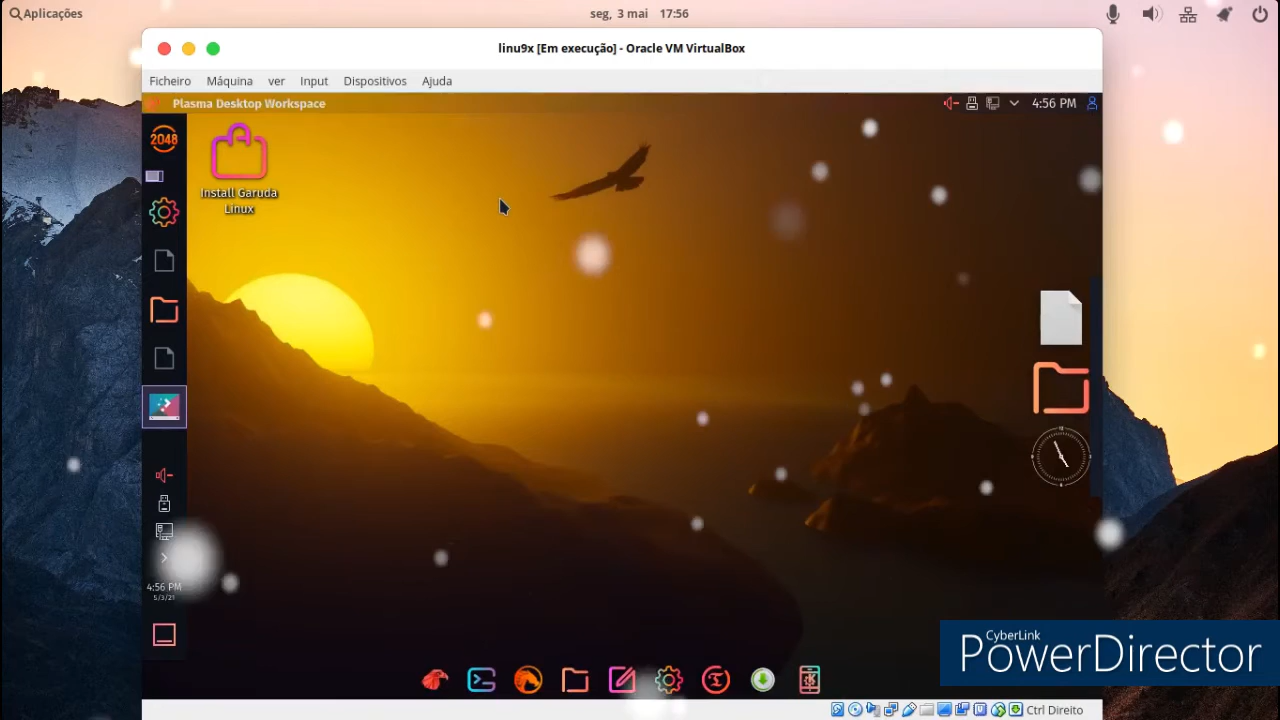 Aplicações
seg, 3 mai 17:56
linu9x [Em execução] - Oracle VM VirtualBox
Ficheiro Máquina ver Input Dispositivos Ajuda
Plasma Desktop Workspace
4:56 PM
2048
Install Garuda
Linux
4:56 PM
5/3/21
CyberLink
PowerDirector
Ctrl Direito